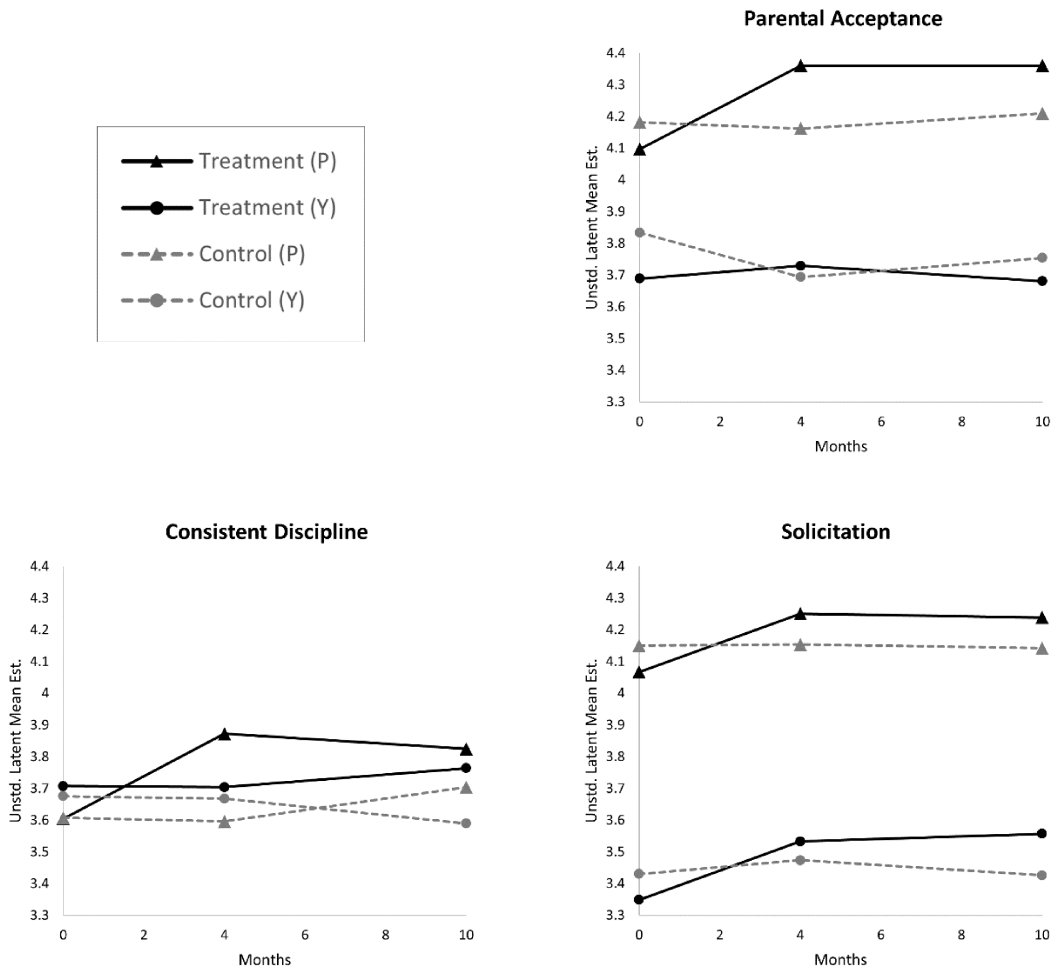 Parental Acceptance
Treatment (P)
Treatment (Y)
Control (P)
Control (Y)
Unstd. Latent Mean Est.
4.4
4.3
4.2
4.1
4
3.9
3.8
3.7
3.6
3.5
3.4
3.3
0 2 4 6 8 10
Months
Consistent Discipline
Unstd. Latent Mean Est.
4.4
4.3
4.2
4.1
4
3.9
3.8
3.7
3.6
3.5
3.4
3.3
0 2 4 6 8 10
Months
Solicitation
Unstd. Latent Mean Est.
4.4
4.3
4.2
4.1
4
3.9
3.8
3.7
3.6
3.5
3.4
3.3
0 2 4 6 8 10
Months